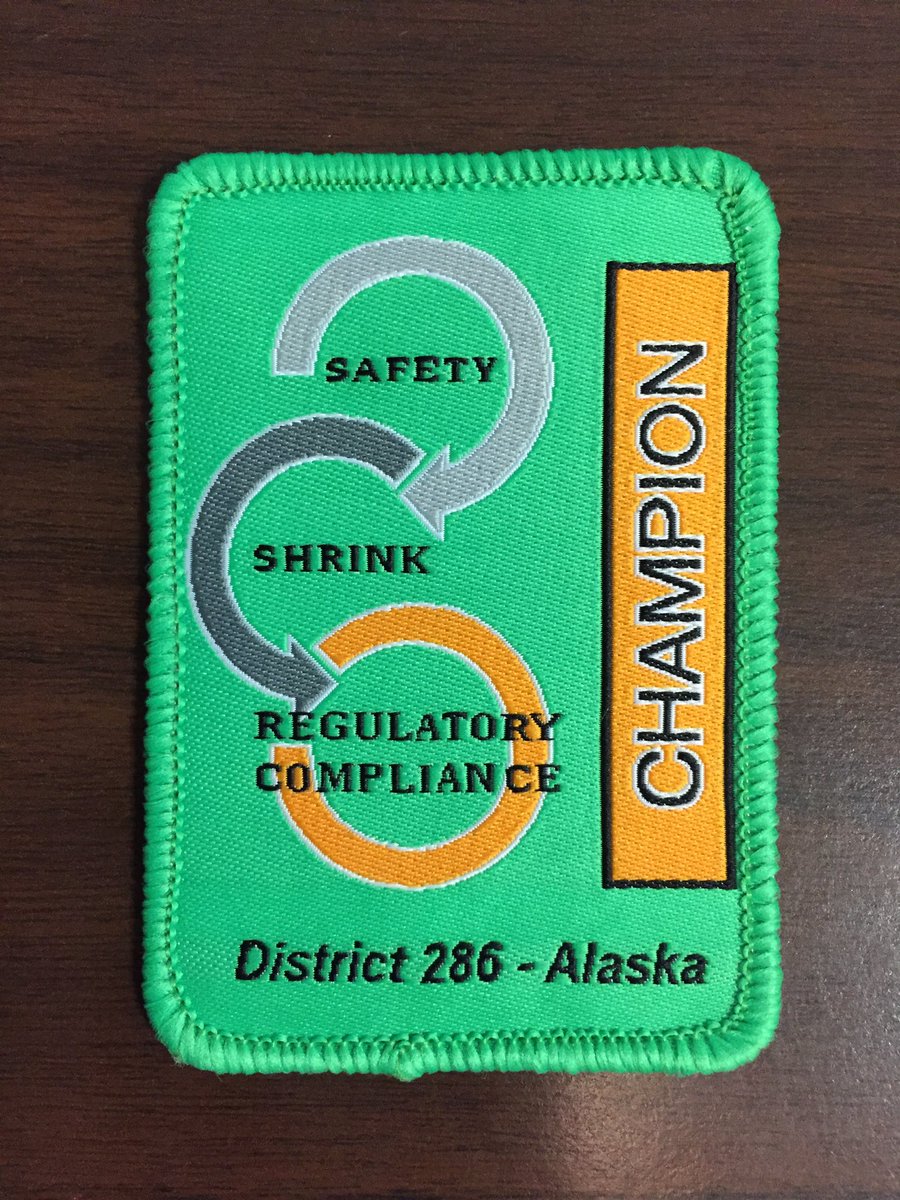 SAFETY
SHRINK
REGULATORY
COMPLIANCE
CHAMPION
District 286 - Alaska